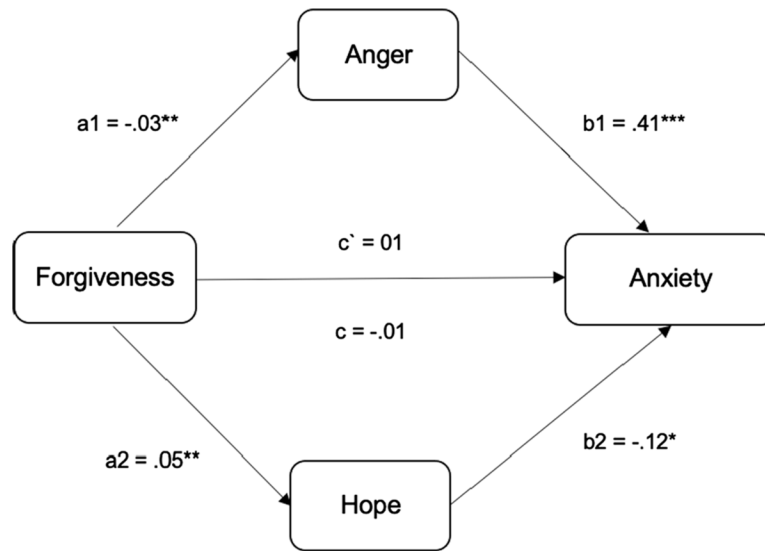 Anger
a1 = -.03**
b1 = .41***
c` = 01
Forgiveness
Anxiety
c = -.01
a2 = .05**
b2 = -.12*
Hope